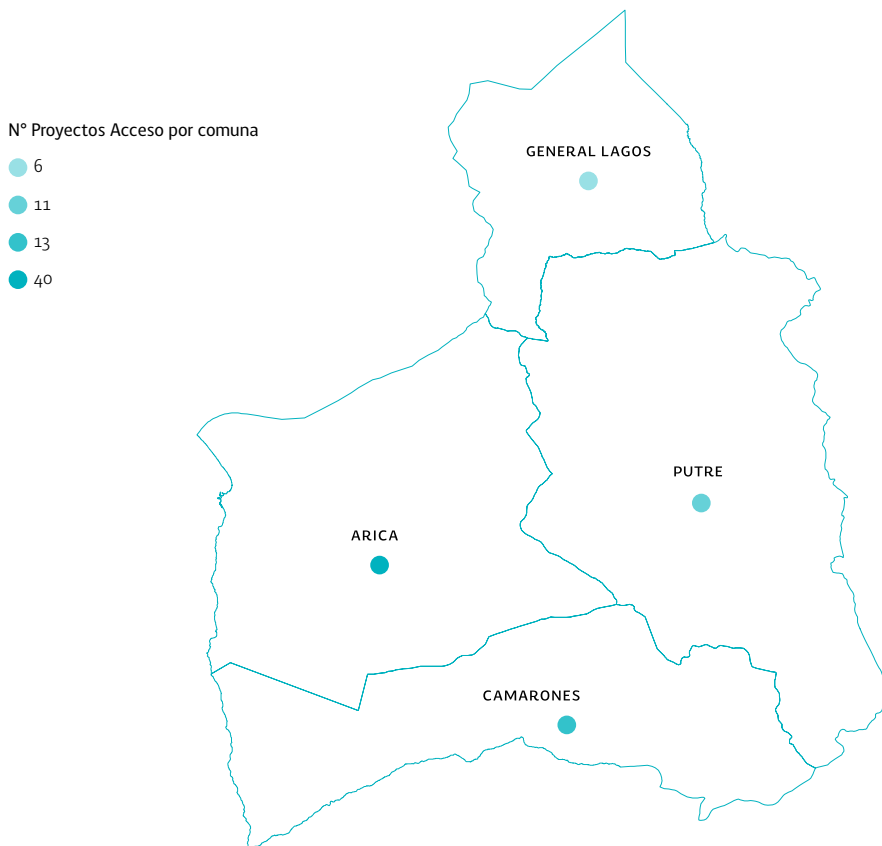 N° Proyectos Acceso por comuna
6
11
13
40
GENERAL LAGOS
PUTRE
ARICA
CAMARONES